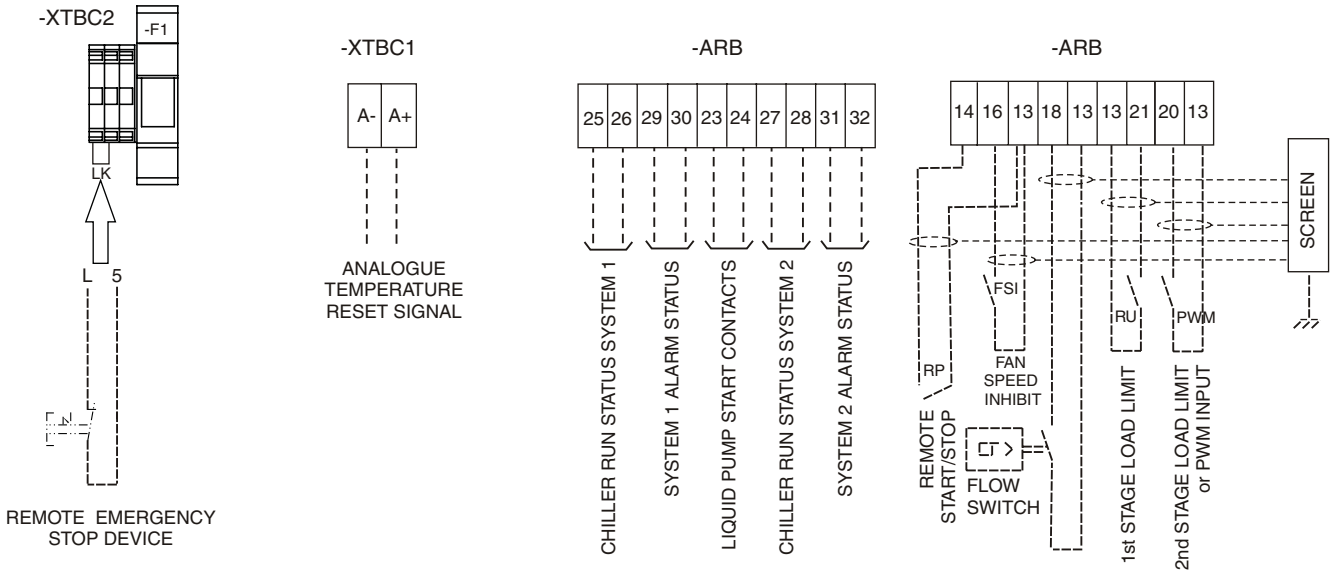 -XTBC2
-F1
LK
L 5
REMOTE EMERGENCY
STOP DEVICE
-XTBC1
A- A+
ANALOGUE
TEMPERATURE
RESET SIGNAL
-ARB
25 26 29 30 23 24 27 28 31 32
CHILLER RUN STATUS SYSTEM 1
SYSTEM 1 ALARM STATUS
LIQUID PUMP START CONTACTS
CHILLER RUN STATUS SYSTEM 2
SYSTEM 2 ALARM STATUS
-ARB
14 16 13 18 13 13 21 20 13
SCREEN
FSI
RU
PWM
RP
FAN
SPEED
INHIBIT
REMOTE
START/STOP
FLOW
SWITCH
1st STAGE LOAD LIMIT
2nd STAGE LOAD LIMIT
or PWM INPUT